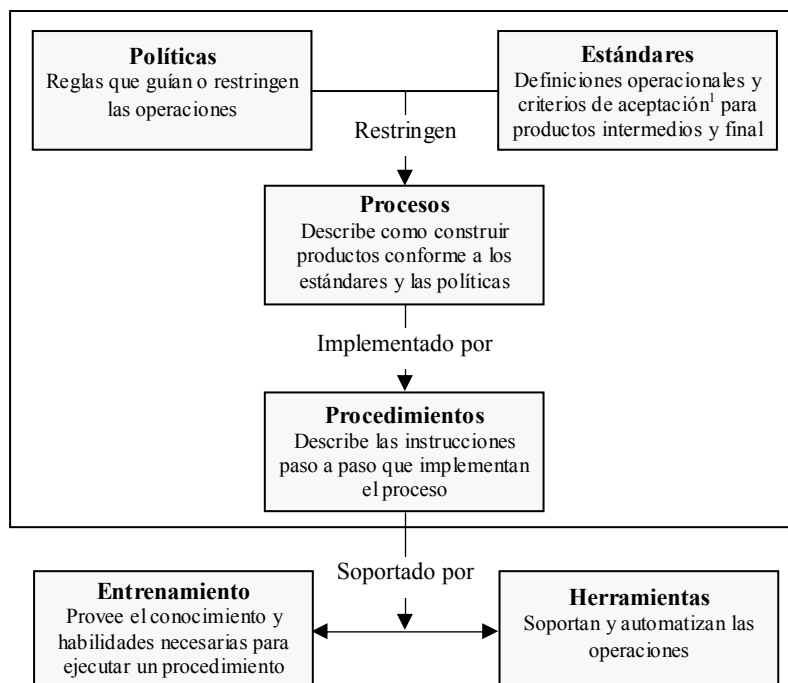 Políticas
Reglas que guían o restringen
las operaciones
Estándares
Definiciones operacionales y
criterios de aceptación¹ para
productos intermedios y final
Restringen
Procesos
Describe como construir
productos conforme a los
estándares y las políticas
Implementado por
Procedimientos
Describe las instrucciones
paso a paso que implementan
el proceso
Soportado por
Entrenamiento
Provee el conocimiento y
habilidades necesarias para
ejecutar un procedimiento
Herramientas
Soportan y automatizan las
operaciones